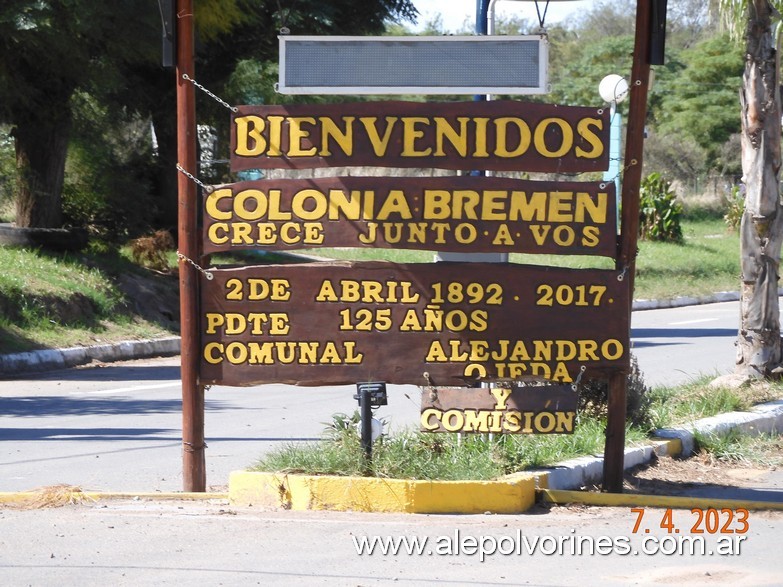 BIENVENIDOS
COLONIA:BREMEN
CRECE JUNTO·A·VOS
2 DE ABRIL 1892 · 2017·
PDTE 125 AÑOS
COMUNAL ALEJANDRO
OJEDA
Y
COMISION
7. 4. 2023
www.alepolvorines.com.ar